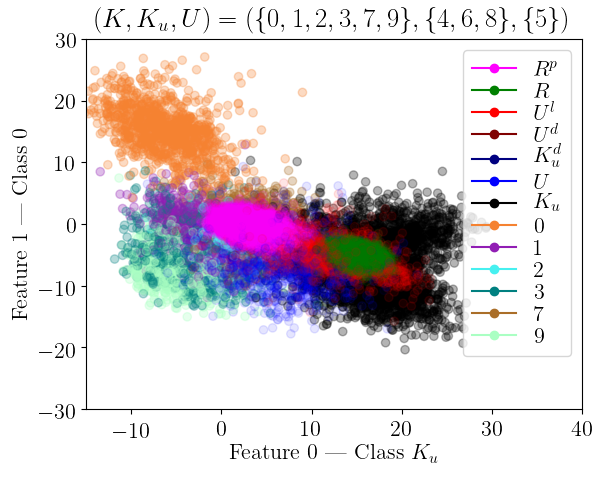 (K, K_u, U) = ({0, 1, 2, 3, 7, 9}, {4, 6, 8}, {5})
30
20
10
0
−10
−20
−30
Feature 1 — Class 0
R^p
R
U^l
U^d
K_u^d
U
K_u
0
1
2
3
7
9
−10
0
10
20
30
40
Feature 0 — Class K_u